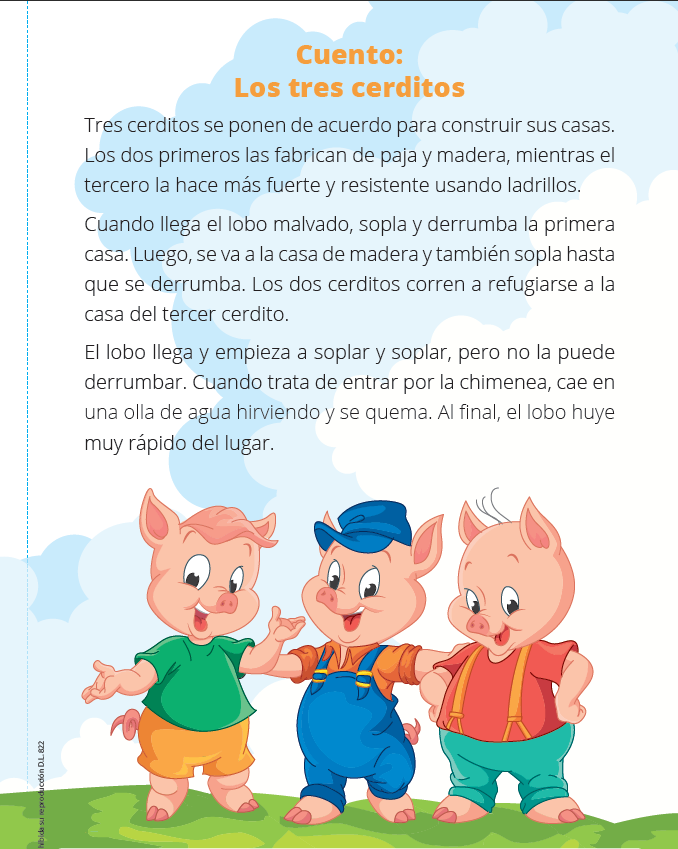 Cuento:
Los tres cerditos
Tres cerditos se ponen de acuerdo para construir sus casas.
Los dos primeros las fabrican de paja y madera, mientras el
tercero la hace más fuerte y resistente usando ladrillos.
Cuando llega el lobo malvado, sopla y derrumba la primera
casa. Luego, se va a la casa de madera y también sopla hasta
que se derrumba. Los dos cerditos corren a refugiarse a la
casa del tercer cerdito.
El lobo llega y empieza a soplar y soplar, pero no la puede
derrumbar. Cuando trata de entrar por la chimenea, cae en
una olla de agua hirviendo y se quema. Al final, el lobo huye
muy rápido del lugar.
su reproducción D.L. 822